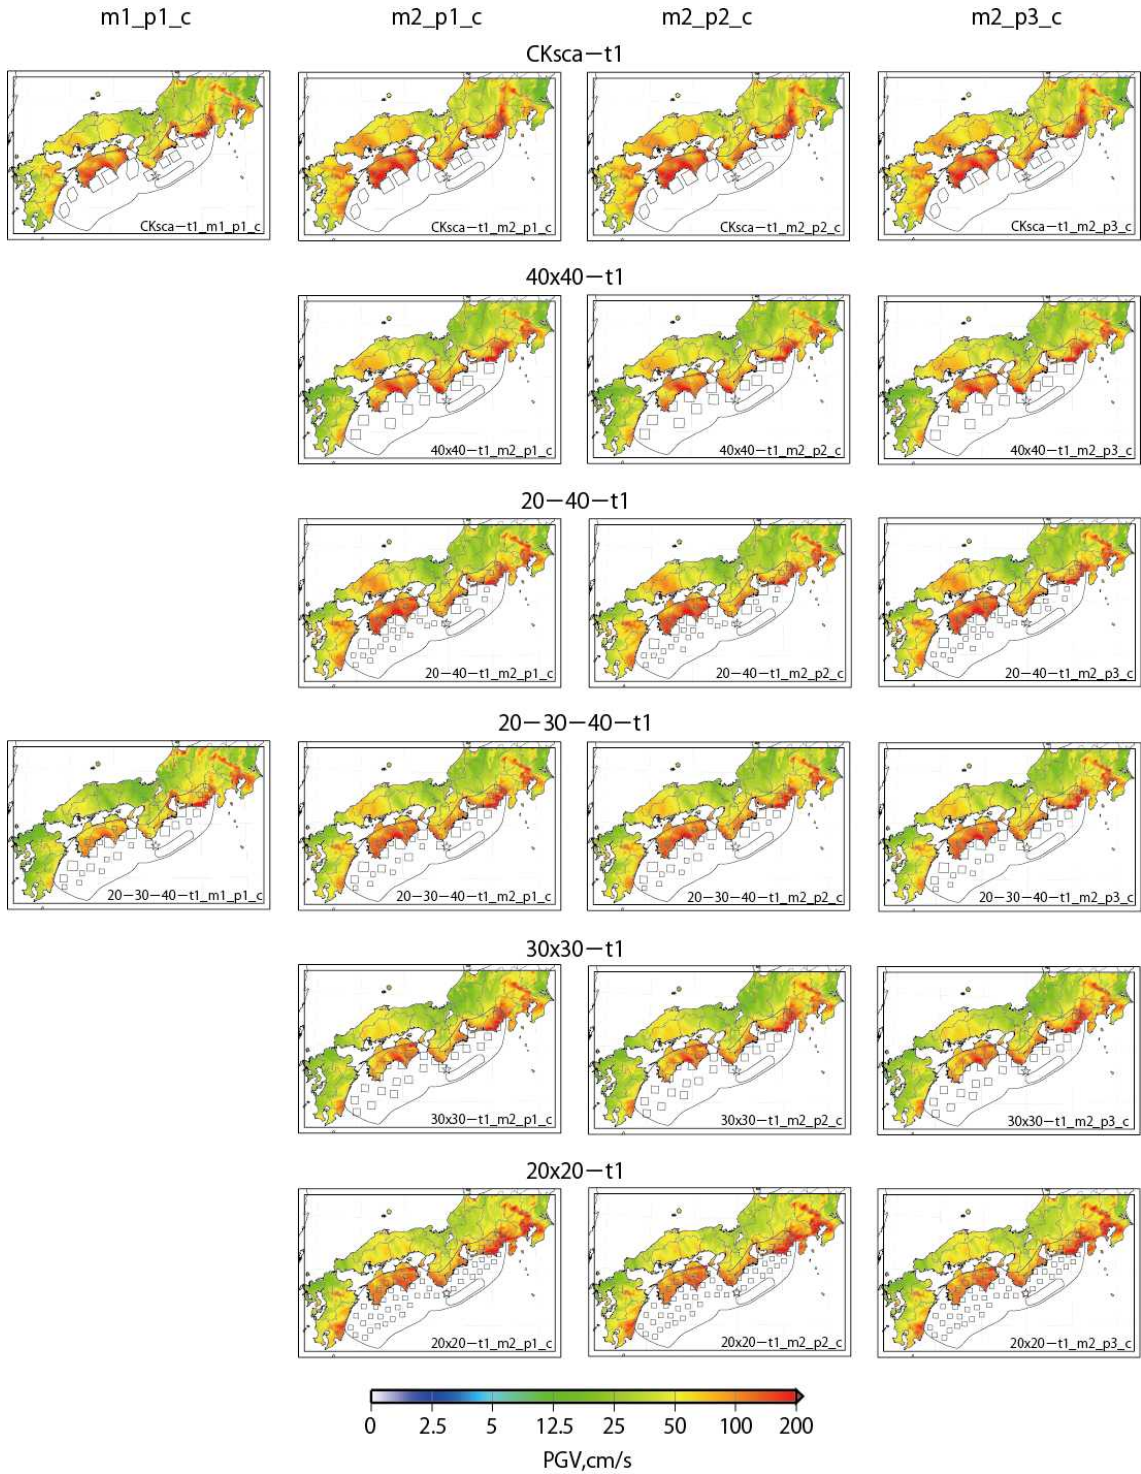 m1_p1_c m2_p1_c m2_p2_c m2_p3_c
CKsca−t1
CKsca−t1_m1_p1_c CKsca−t1_m2_p1_c CKsca−t1_m2_p2_c CKsca−t1_m2_p3_c
40x40−t1
40x40−t1_m2_p1_c 40x40−t1_m2_p2_c 40x40−t1_m2_p3_c
20−40−t1
20−40−t1_m2_p1_c 20−40−t1_m2_p2_c 20−40−t1_m2_p3_c
20−30−40−t1
20−30−40−t1_m1_p1_c 20−30−40−t1_m2_p1_c 20−30−40−t1_m2_p2_c 20−30−40−t1_m2_p3_c
30x30−t1
30x30−t1_m2_p1_c 30x30−t1_m2_p2_c 30x30−t1_m2_p3_c
20x20−t1
20x20−t1_m2_p1_c 20x20−t1_m2_p2_c 20x20−t1_m2_p3_c
0 2.5 5 12.5 25 50 100 200
PGV,cm/s